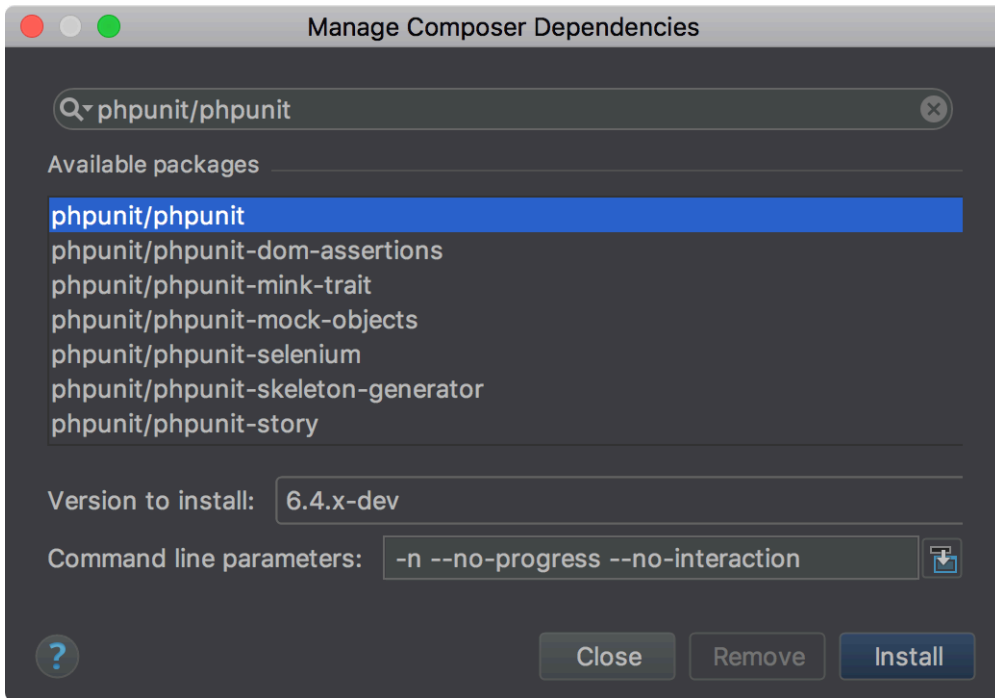 Manage Composer Dependencies
phpunit/phpunit
Available packages
phpunit/phpunit
phpunit/phpunit-dom-assertions
phpunit/phpunit-mink-trait
phpunit/phpunit-mock-objects
phpunit/phpunit-selenium
phpunit/phpunit-skeleton-generator
phpunit/phpunit-story
Version to install: 6.4.x-dev
Command line parameters: -n --no-progress --no-interaction
? Close Remove Install